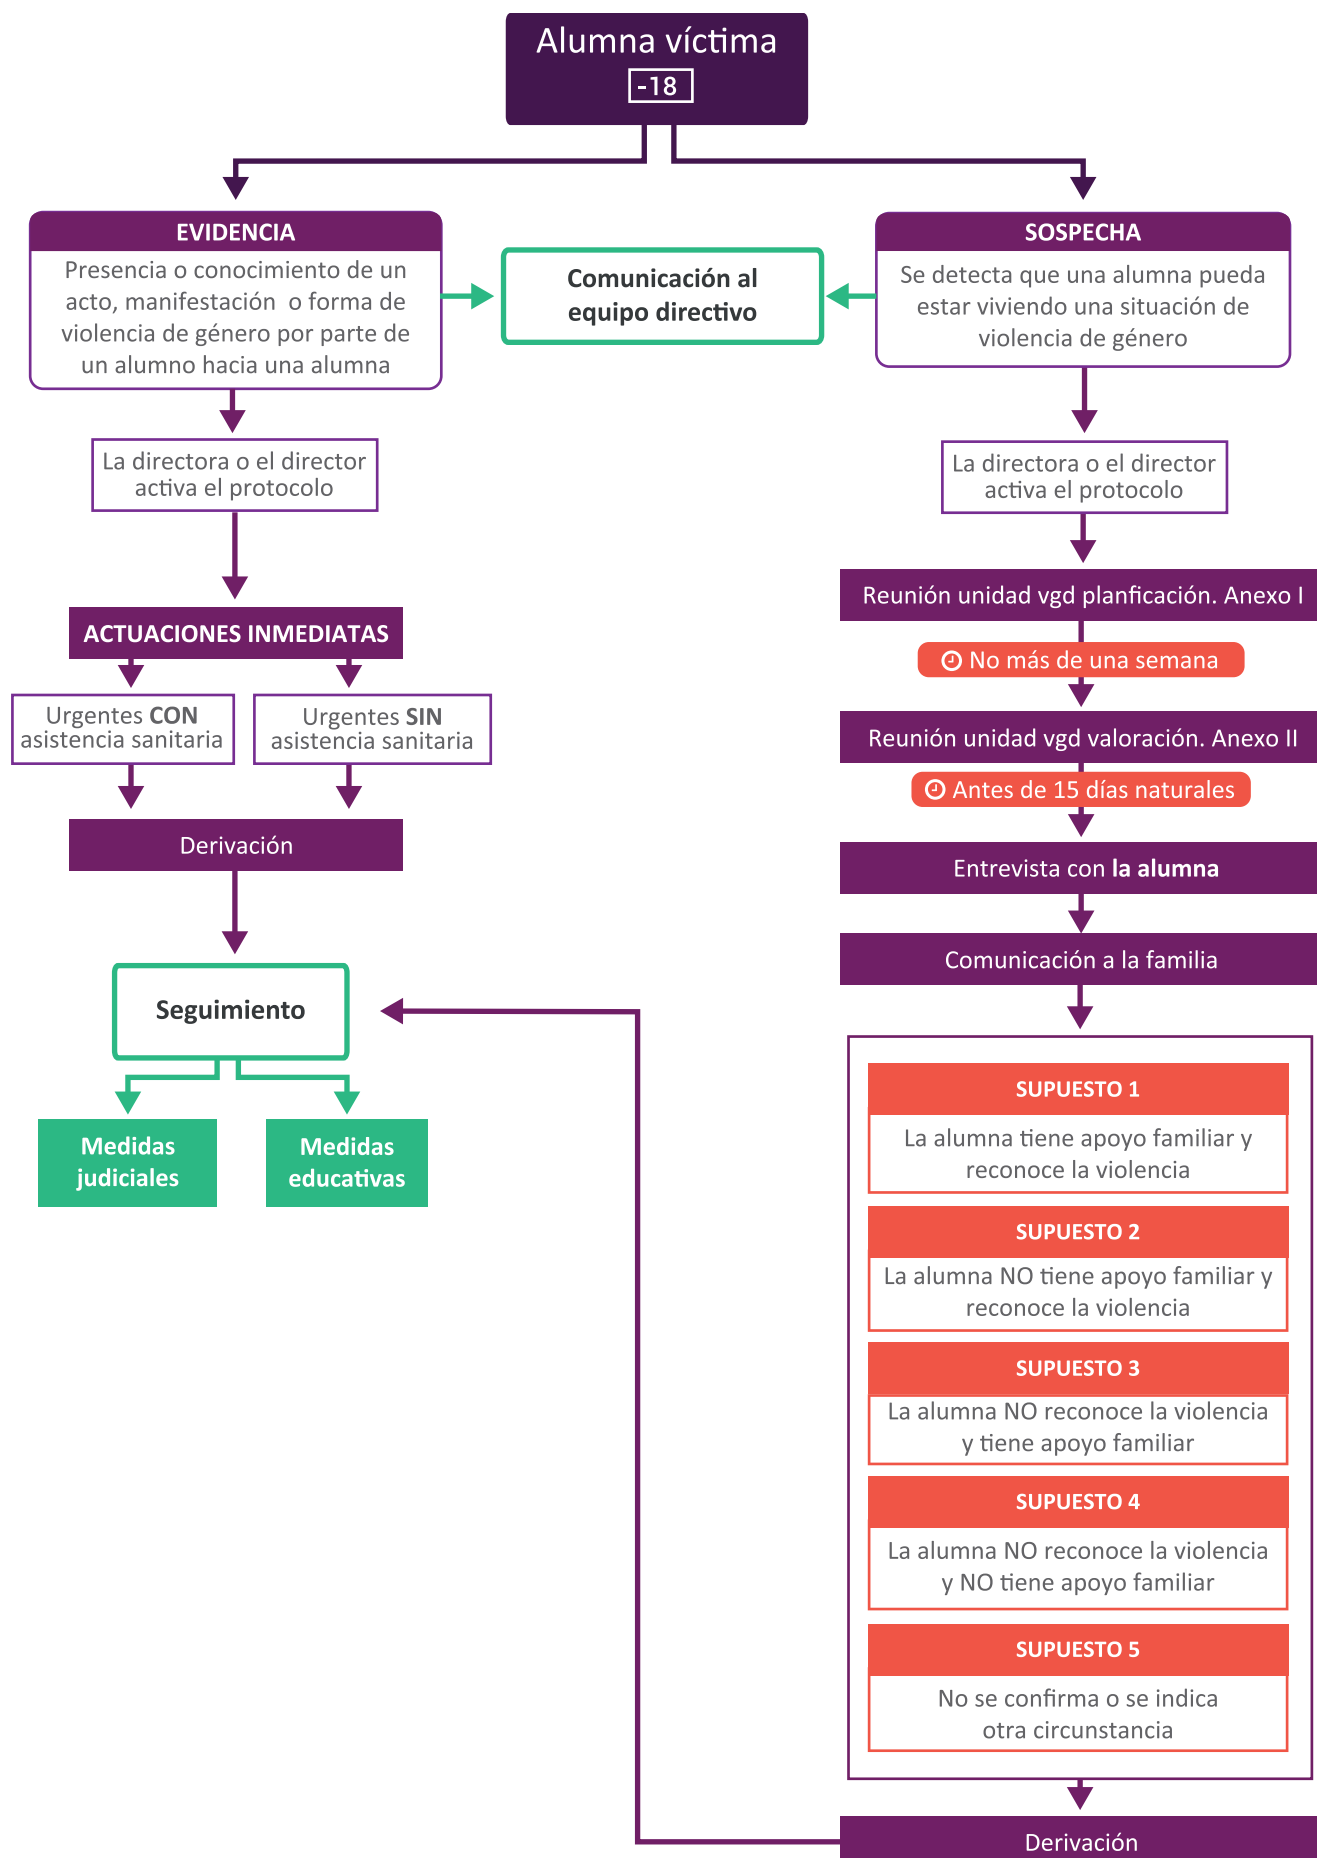 Alumna víctima
-18
EVIDENCIA
Presencia o conocimiento de un
acto, manifestación o forma de
violencia de género por parte de
un alumno hacia una alumna
Comunicación al
equipo directivo
SOSPECHA
Se detecta que una alumna pueda
estar viviendo una situación de
violencia de género
La directora o el director
activa el protocolo
ACTUACIONES INMEDIATAS
Urgentes CON
asistencia sanitaria
Urgentes SIN
asistencia sanitaria
Derivación
Seguimiento
Medidas
judiciales
Medidas
educativas
La directora o el director
activa el protocolo
Reunión unidad vgd planficación. Anexo I
No más de una semana
Reunión unidad vgd valoración. Anexo II
Antes de 15 días naturales
Entrevista con la alumna
Comunicación a la familia
SUPUESTO 1
La alumna tiene apoyo familiar y
reconoce la violencia
SUPUESTO 2
La alumna NO tiene apoyo familiar y
reconoce la violencia
SUPUESTO 3
La alumna NO reconoce la violencia
y tiene apoyo familiar
SUPUESTO 4
La alumna NO reconoce la violencia
y NO tiene apoyo familiar
SUPUESTO 5
No se confirma o se indica
otra circunstancia
Derivación